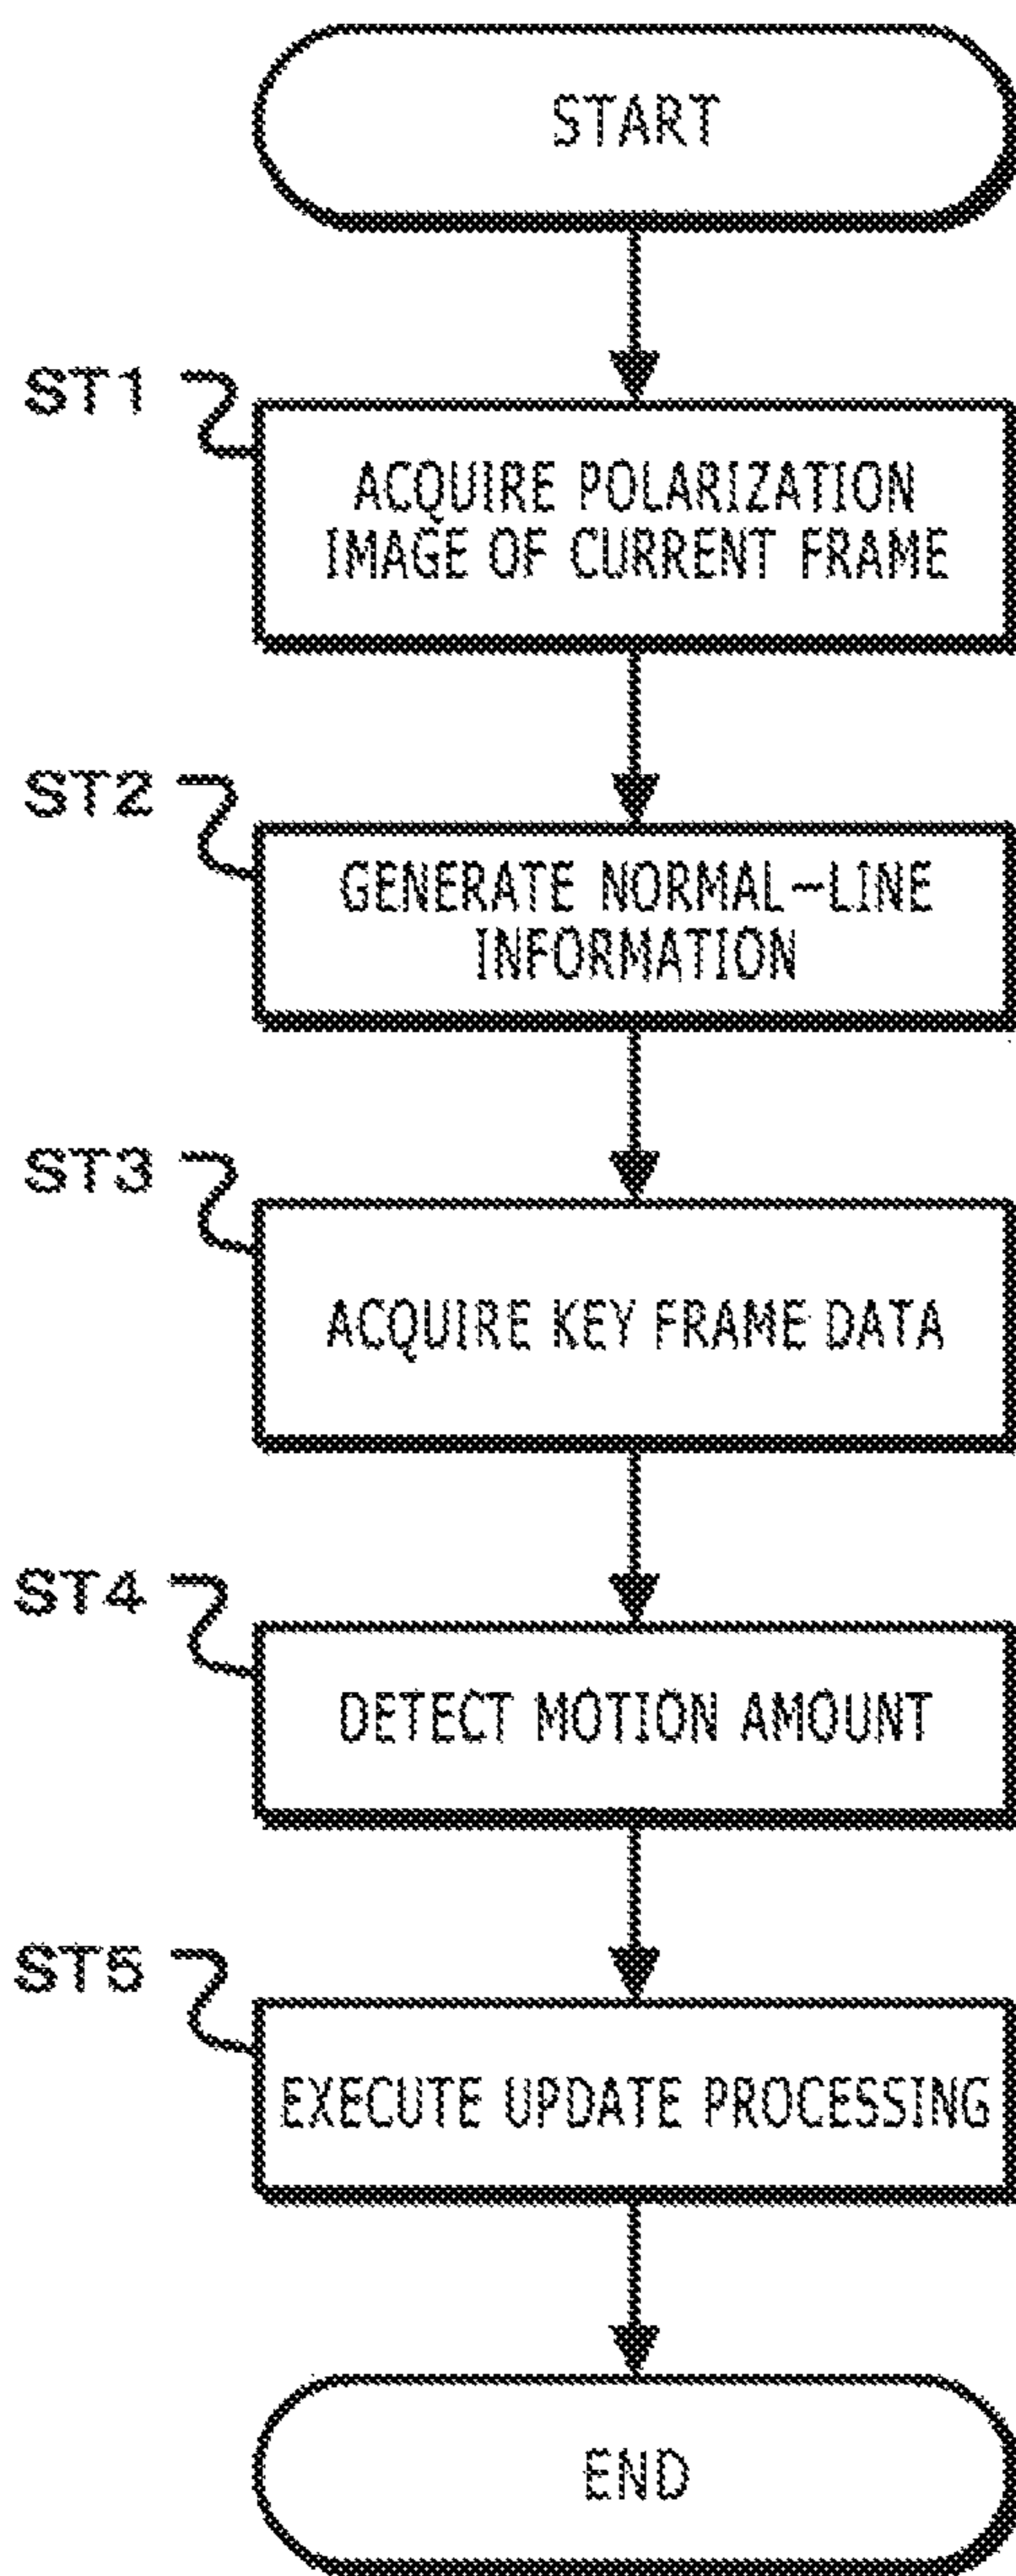 START
ST1
ACQUIRE POLARIZATION
IMAGE OF CURRENT FRAME
ST2
GENERATE NORMAL-LINE
INFORMATION
ST3
ACQUIRE KEY FRAME DATA
ST4
DETECT MOTION AMOUNT
ST5
EXECUTE UPDATE PROCESSING
END